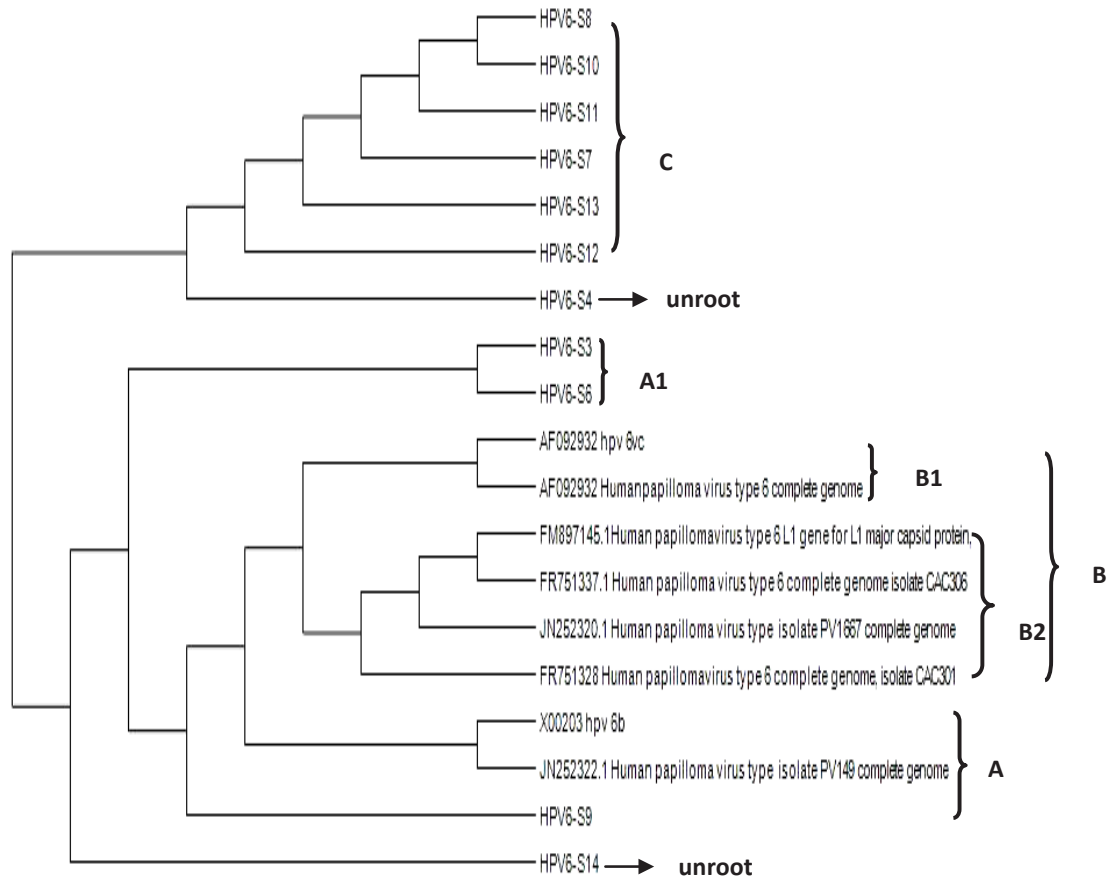 HPV6-S8
HPV6-S10
HPV6-S11
HPV6-S7
C
HPV6-S13
HPV6-S12
HPV6-S4 unroot
HPV6-S3
A1
HPV6-S6
AF092932 hpv 6vc
B1
AF092932 Human papilloma virus type 6 complete genome
FM897145.1 Human papillomavirus type 6 L1 gene for L1 major capsid protein,
FR751337.1 Human papilloma virus type 6 complete genome isolate CAC306
B
JN252320.1 Human papilloma virus type isolate PV1667 complete genome
B2
FR751328 Human papillomavirus type 6 complete genome, isolate CAC301
X00203 hpv 6b
JN252322.1 Human papilloma virus type isolate PV149 complete genome
A
HPV6-S9
HPV6-S14 unroot